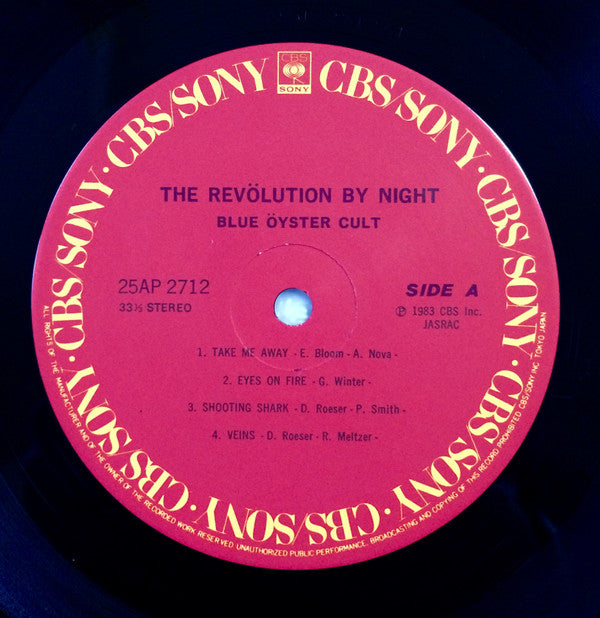 CBS
SONY
CBS/SONY · CBS/SONY · CBS/SONY · CBS/SONY · CBS/SONY · CBS/SONY · CBS/SONY · CBS/SONY ·
THE REVÖLUTION BY NIGHT
BLUE ÖYSTER CULT
25AP 2712
33⅓ STEREO
SIDE A
Ⓟ 1983 CBS Inc.
JASRAC
1. TAKE ME AWAY - E. Bloom - A. Nova -
2. EYES ON FIRE - G. Winter -
3. SHOOTING SHARK - D. Roeser - P. Smith -
4. VEINS - D. Roeser - R. Meltzer -
ALL RIGHTS OF THE MANUFACTURER AND OF THE OWNER OF THE RECORDED WORK RESERVED UNAUTHORIZED PUBLIC PERFORMANCE, BROADCASTING AND COPYING OF THIS RECORD PROHIBITED CBS/SONY INC TOKYO JAPAN